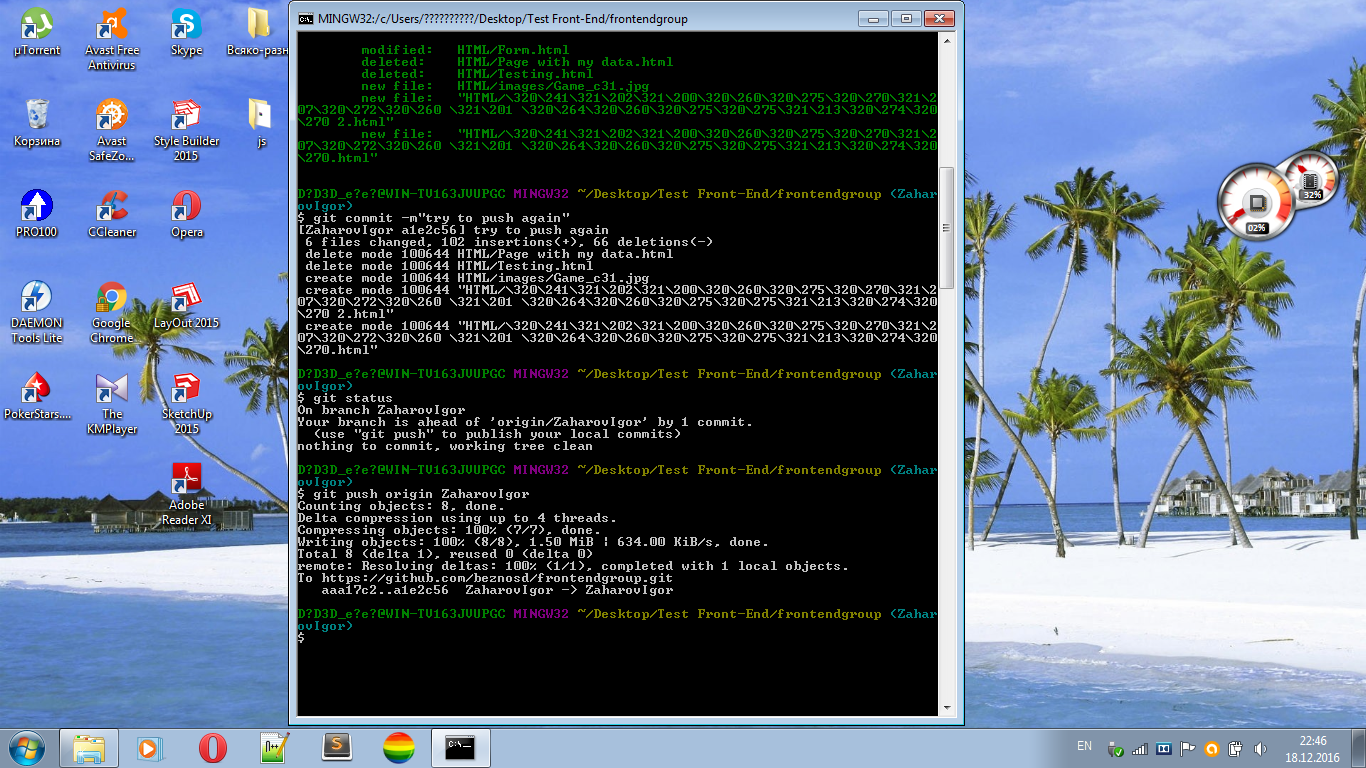 µTorrent
Avast Free
Antivirus
Skype
Всяко-разн
Корзина
Avast
SafeZo...
Style Builder
2015
js
PRO100
CCleaner
Opera
DAEMON
Tools Lite
Google
Chrome
LayOut 2015
PokerStars....
The
KMPlayer
SketchUp
2015
Adobe
Reader XI
MINGW32:/c/Users/??????????/Desktop/Test Front-End/frontendgroup
modified:   HTML/Form.html
deleted:    HTML/Page with my data.html
deleted:    HTML/Testing.html
new file:   HTML/images/Game_c31.jpg
new file:   "HTML/\320\241\321\202\321\200\320\260\320\275\320\270\321\2
07\320\272\320\260 \321\201 \320\264\320\260\320\275\320\275\321\213\320\274\320
\270 2.html"
new file:   "HTML/\320\241\321\202\321\200\320\260\320\275\320\270\321\2
07\320\272\320\260 \321\201 \320\264\320\260\320\275\320\275\321\213\320\274\320
\270.html"
D?D3D_e?e?@WIN-TV163JVUPGC MINGW32 ~/Desktop/Test Front-End/frontendgroup (Zahar
ovIgor)
$ git commit -m"try to push again"
[ZaharovIgor a1e2c56] try to push again
6 files changed, 102 insertions(+), 66 deletions(-)
delete mode 100644 HTML/Page with my data.html
delete mode 100644 HTML/Testing.html
create mode 100644 HTML/images/Game_c31.jpg
create mode 100644 "HTML/\320\241\321\202\321\200\320\260\320\275\320\270\321\2
07\320\272\320\260 \321\201 \320\264\320\260\320\275\320\275\321\213\320\274\320
\270 2.html"
create mode 100644 "HTML/\320\241\321\202\321\200\320\260\320\275\320\270\321\2
07\320\272\320\260 \321\201 \320\264\320\260\320\275\320\275\321\213\320\274\320
\270.html"
D?D3D_e?e?@WIN-TV163JVUPGC MINGW32 ~/Desktop/Test Front-End/frontendgroup (Zahar
ovIgor)
$ git status
On branch ZaharovIgor
Your branch is ahead of 'origin/ZaharovIgor' by 1 commit.
(use "git push" to publish your local commits)
nothing to commit, working tree clean
D?D3D_e?e?@WIN-TV163JVUPGC MINGW32 ~/Desktop/Test Front-End/frontendgroup (Zahar
ovIgor)
$ git push origin ZaharovIgor
Counting objects: 8, done.
Delta compression using up to 4 threads.
Compressing objects: 100% (7/7), done.
Writing objects: 100% (8/8), 1.50 MiB | 634.00 KiB/s, done.
Total 8 (delta 1), reused 0 (delta 0)
remote: Resolving deltas: 100% (1/1), completed with 1 local objects.
To https://github.com/beznosd/frontendgroup.git
aaa17c2..a1e2c56  ZaharovIgor -> ZaharovIgor
D?D3D_e?e?@WIN-TV163JVUPGC MINGW32 ~/Desktop/Test Front-End/frontendgroup (Zahar
ovIgor)
$
32%
02%
EN
22:46
18.12.2016